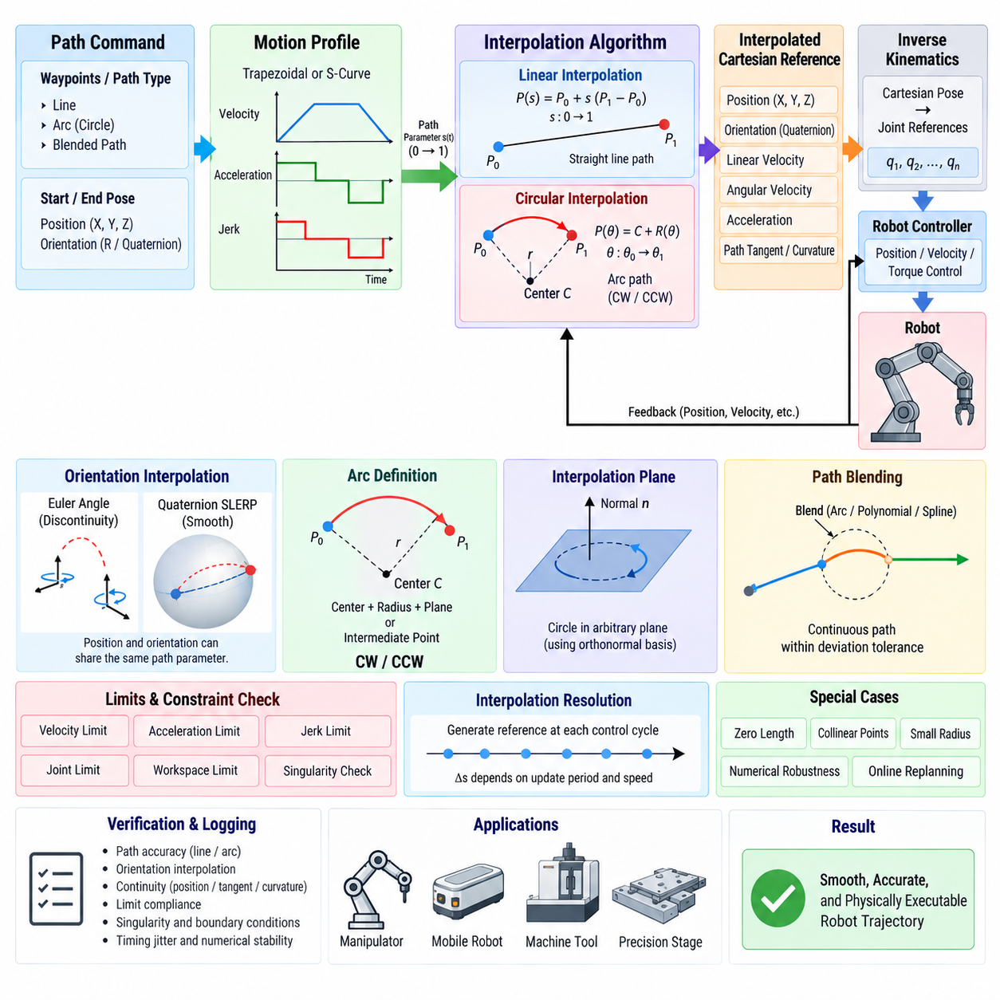 Path Command
Waypoints / Path Type
Line
Arc (Circle)
Blended Path
Start / End Pose
Position (X, Y, Z)
Orientation (R / Quaternion)
Motion Profile
Trapezoidal or S-Curve
Velocity
Acceleration
Jerk
Time
Path
Parameter s(t)
(0 → 1)
Interpolation Algorithm
Linear Interpolation
P(s) = P₀ + s (P₁ − P₀)
s : 0 → 1
P₀
P₁
Straight line path
Circular Interpolation
P₀
P₁
r
Center C
P(θ) = C + R(θ)
θ : θ₀ → θ₁
Arc path
(CW / CCW)
Interpolated
Cartesian Reference
Position (X, Y, Z)
Orientation (Quaternion)
Linear Velocity
Angular Velocity
Acceleration
Path Tangent / Curvature
Inverse
Kinematics
Cartesian Pose
→
Joint References
q₁, q₂, ..., qₙ
Robot Controller
Position / Velocity /
Torque Control
Robot
Feedback (Position, Velocity, etc.)
Orientation Interpolation
Euler Angle
(Discontinuity)
s
Quaternion SLERP
(Smooth)
Position and orientation can
share the same path parameter.
Arc Definition
P₀
r
P₁
Center C
Center + Radius + Plane
or
Intermediate Point
CW / CCW
Interpolation Plane
Normal n
Circle in arbitrary plane
(using orthonormal basis)
Path Blending
Blend (Arc / Polynomial / Spline)
Continuous path
within deviation tolerance
Limits & Constraint Check
Velocity Limit
Acceleration Limit
Jerk Limit
Joint Limit
Workspace Limit
Singularity Check
Interpolation Resolution
Generate reference at each control cycle
Δs depends on update period and speed
Special Cases
Zero Length
Collinear Points
Small Radius
Numerical Robustness
Online Replanning
Verification & Logging
Path accuracy (line / arc)
Orientation interpolation
Continuity (position / tangent / curvature)
Limit compliance
Singularity and boundary conditions
Timing jitter and numerical stability
Applications
Manipulator
Mobile Robot
Machine Tool
Precision Stage
Result
Smooth, Accurate,
and Physically Executable
Robot Trajectory